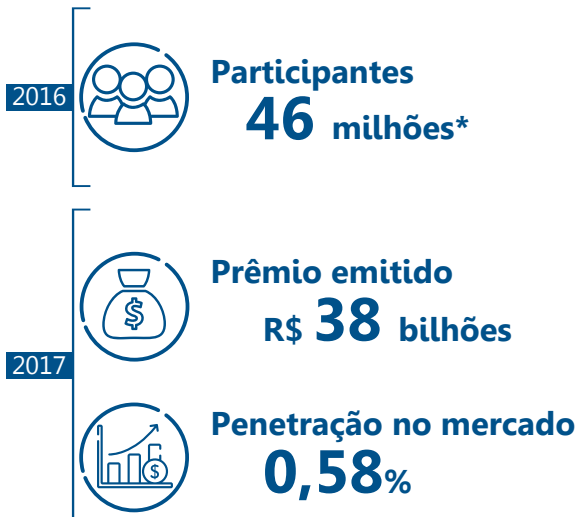 2016
Participantes
46 milhões*
2017
Prêmio emitido
$
R$ 38 bilhões
Penetração no mercado
$
0,58%